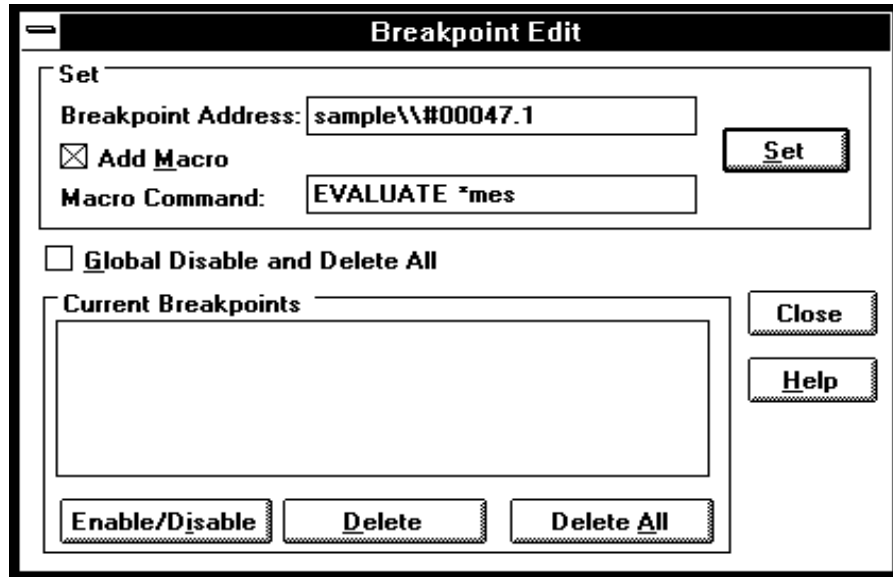 Breakpoint Edit
Set
Breakpoint Address: sample\\#00047.1
Add Macro
Set
Macro Command: EVALUATE *mes
Global Disable and Delete All
Current Breakpoints
Close
Help
Enable/Disable Delete Delete All